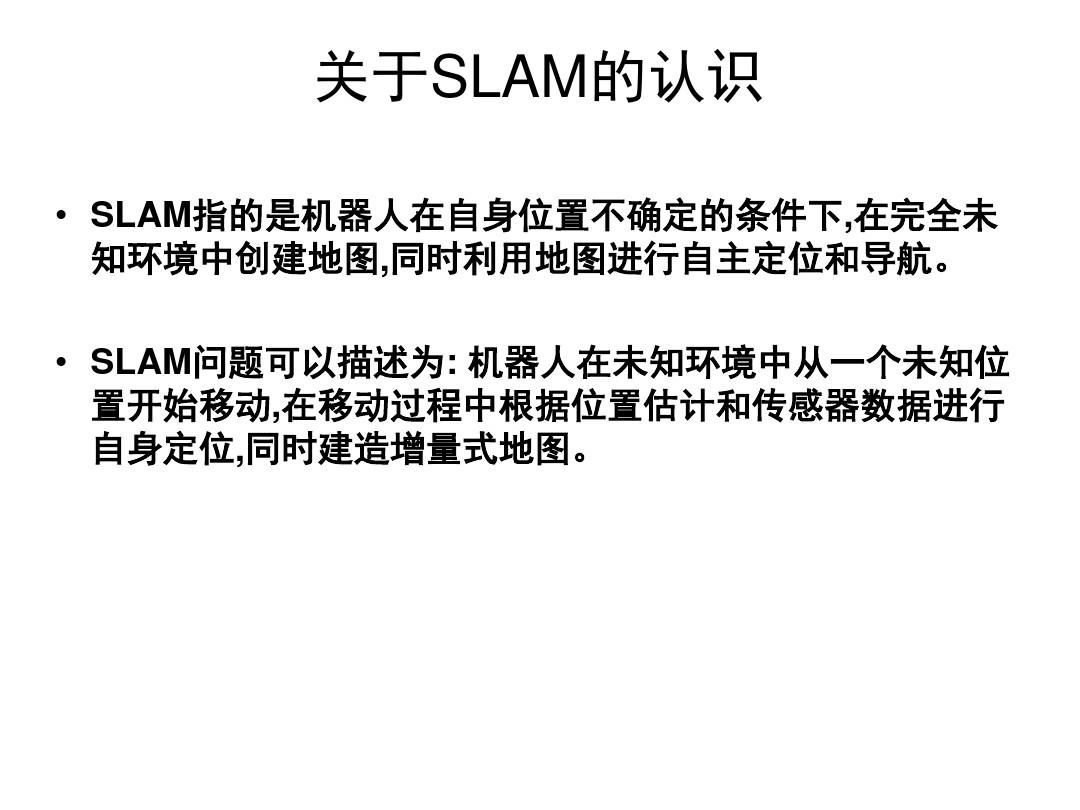 关于SLAM的认识
• SLAM指的是机器人在自身位置不确定的条件下,在完全未
知环境中创建地图,同时利用地图进行自主定位和导航。
• SLAM问题可以描述为: 机器人在未知环境中从一个未知位
置开始移动,在移动过程中根据位置估计和传感器数据进行
自身定位,同时建造增量式地图。